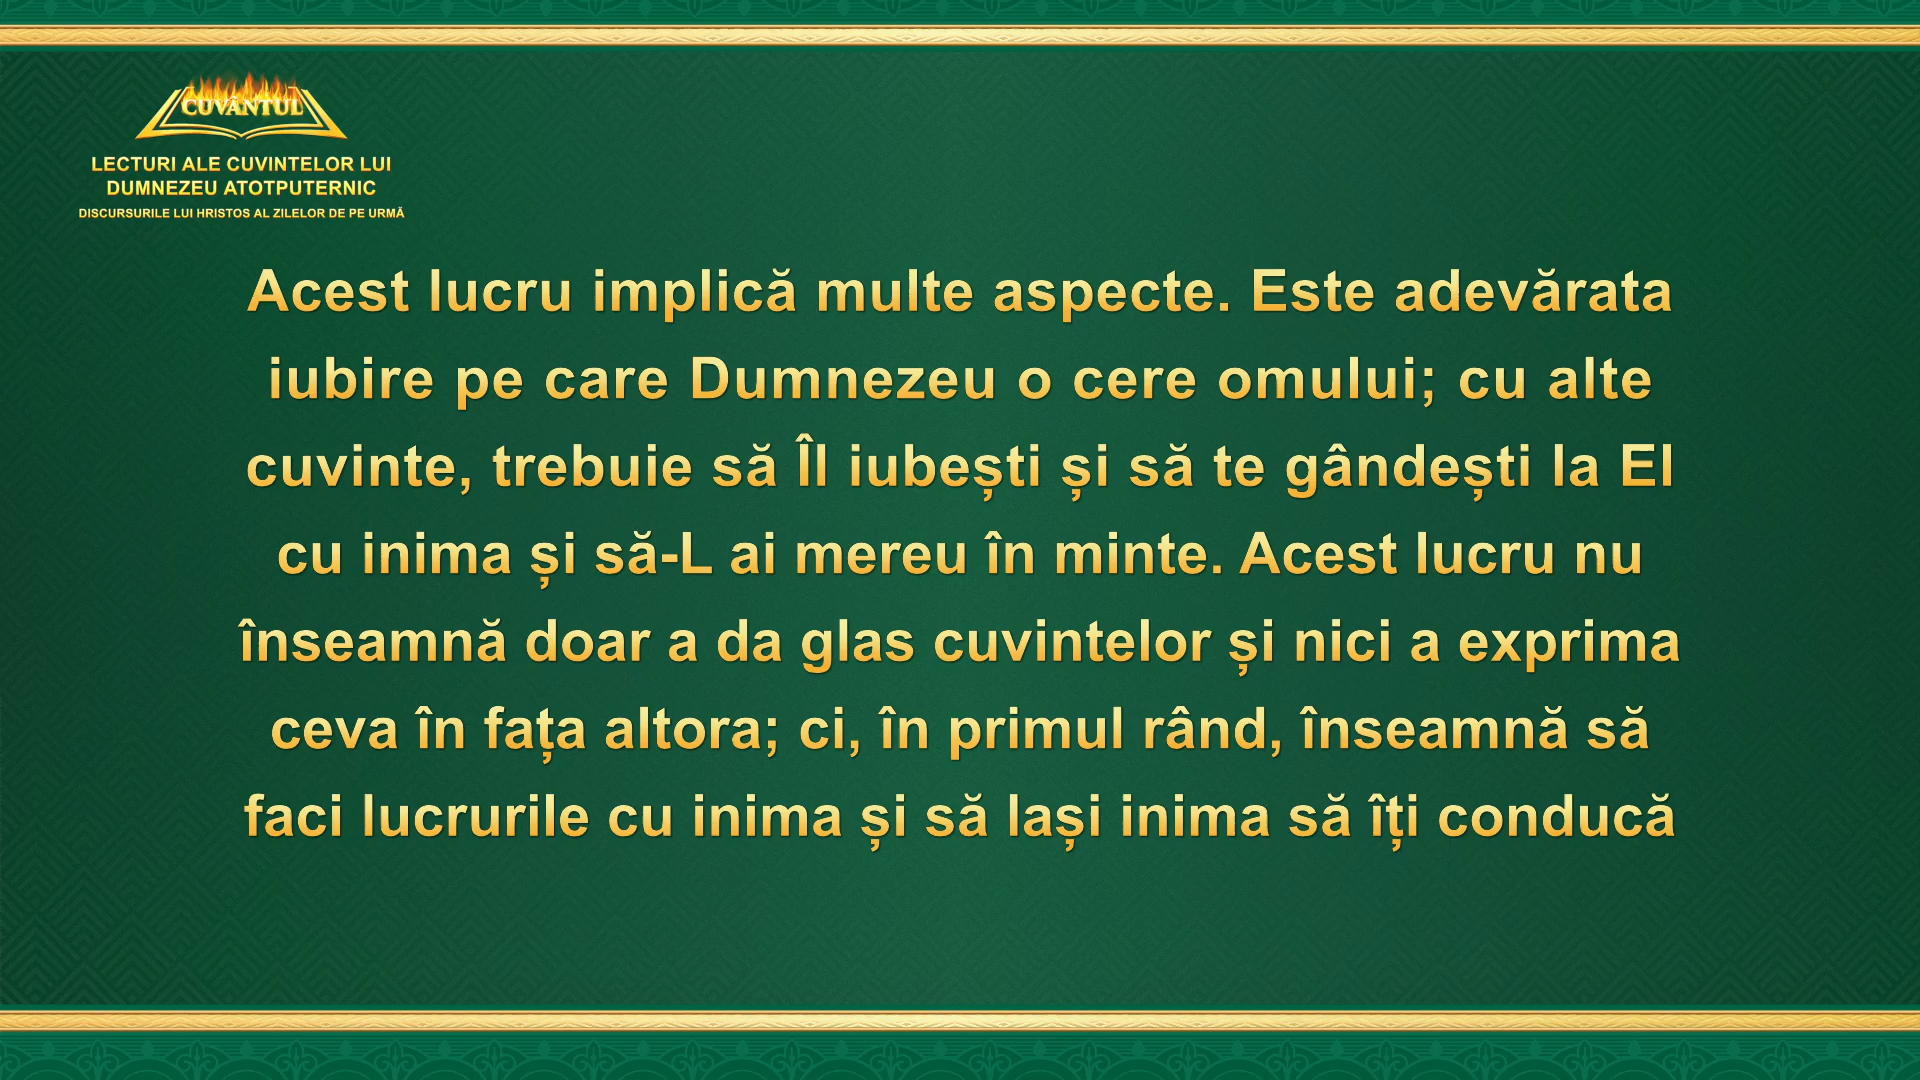 CUVÂNTUL
LECTURI ALE CUVINTELOR LUI
DUMNEZEU ATOTPUTERNIC
DISCURSURILE LUI HRISTOS AL ZILELOR DE PE URMĂ
Acest lucru implică multe aspecte. Este adevărata
iubire pe care Dumnezeu o cere omului; cu alte
cuvinte, trebuie să Îl iubești și să te gândești la El
cu inima și să-L ai mereu în minte. Acest lucru nu
înseamnă doar a da glas cuvintelor și nici a exprima
ceva în fața altora; ci, în primul rând, înseamnă să
faci lucrurile cu inima și să lași inima să îți conducă